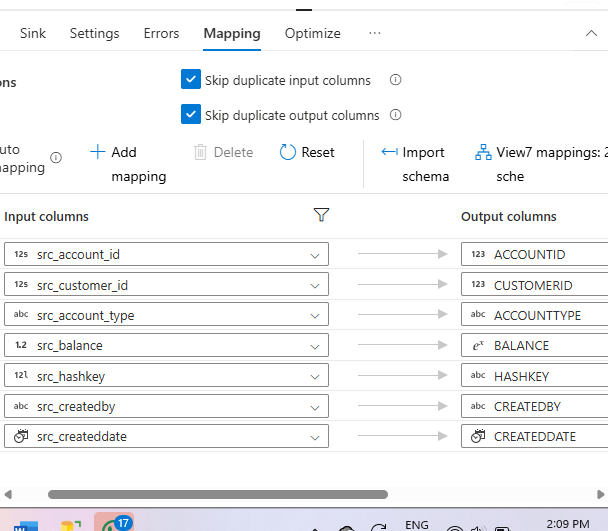 Sink Settings Errors Mapping Optimize ...
ons
Skip duplicate input columns
Skip duplicate output columns
uto
mapping
Add
mapping
Delete
Reset
Import
schema
View7 mappings: 2
sche
Input columns Output columns
12s src_account_id 123 ACCOUNTID
12s src_customer_id 123 CUSTOMERID
abc src_account_type abc ACCOUNTTYPE
1.2 src_balance eˣ BALANCE
12l src_hashkey abc HASHKEY
abc src_createdby abc CREATEDBY
src_createddate CREATEDDATE
17
ENG
2:09 PM